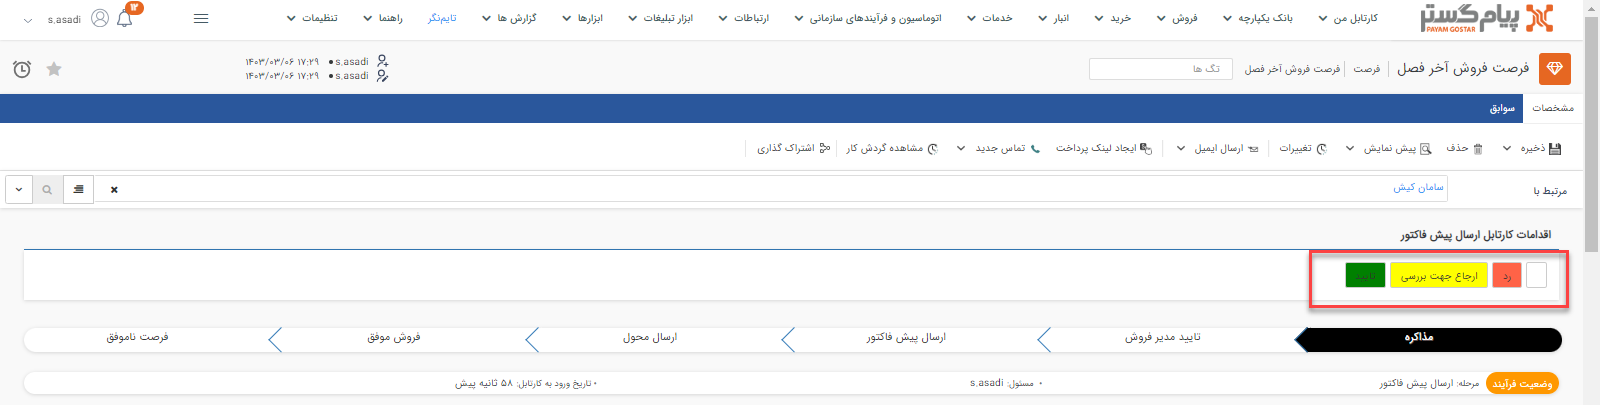 پیام گستر
PAYAM GOSTAR
کارتابل من
بانک یکپارچه
فروش
خرید
انبار
خدمات
اتوماسیون و فرآیندهای سازمانی
ارتباطات
ابزار تبلیغات
ابزارها
گزارش ها
تایم‌نگر
راهنما
تنظیمات
۱۲
s,asadi
فرصت فروش آخر فصل
فرصت
فرصت فروش آخر فصل
تگ ها
s,asadi • ۱۴۰۳/۰۳/۰۶ ۱۷:۲۹
s,asadi • ۱۴۰۳/۰۳/۰۶ ۱۷:۲۹
مشخصات
سوابق
ذخیره
حذف
پیش نمایش
تغییرات
ارسال ایمیل
ایجاد لینک پرداخت
تماس جدید
مشاهده گردش کار
اشتراک گذاری
مرتبط با
سامان کیش
اقدامات کارتابل ارسال پیش فاکتور
رد
ارجاع جهت بررسی
تایید
مذاکره
تایید مدیر فروش
ارسال پیش فاکتور
ارسال محول
فروش موفق
فرصت ناموفق
وضعیت فرآیند
مرحله: ارسال پیش فاکتور
• مسئول: s,asadi
• تاریخ ورود به کارتابل: ۵۸ ثانیه پیش